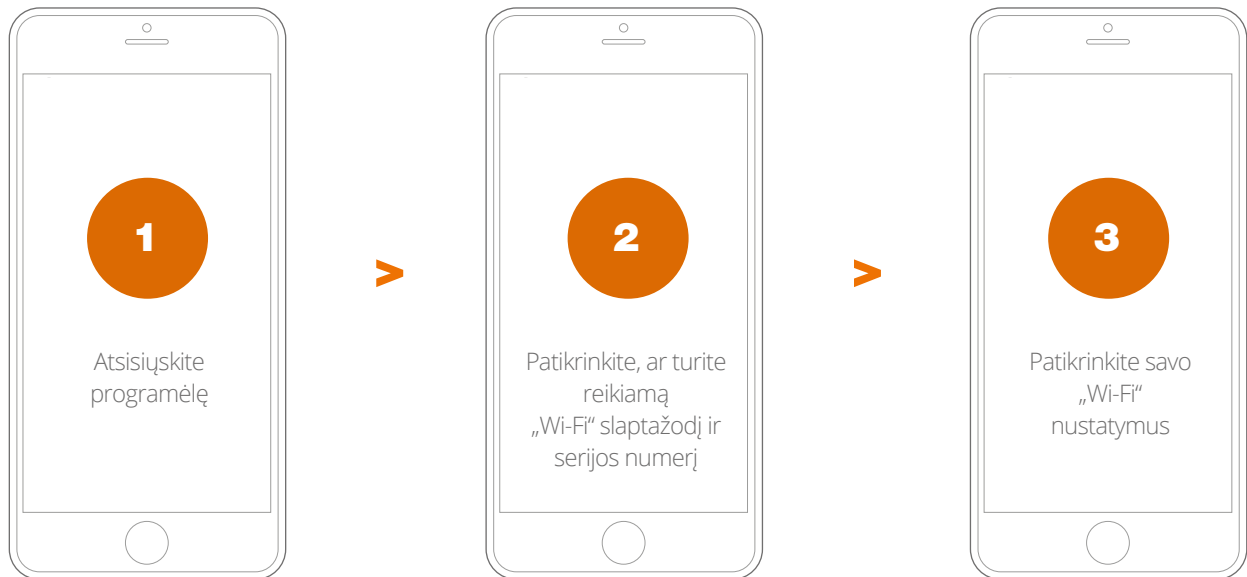 1
Atsisiųskite
programėlę
>
2
Patikrinkite, ar turite
reikiamą
„Wi-Fi“ slaptažodį ir
serijos numerį
>
3
Patikrinkite savo
„Wi-Fi“
nustatymus